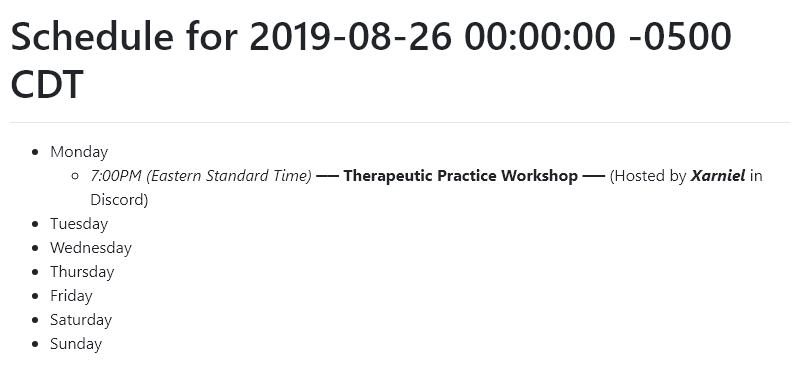 Schedule for 2019-08-26 00:00:00 -0500
CDT
• Monday
◦ 7:00PM (Eastern Standard Time) —— Therapeutic Practice Workshop —— (Hosted by Xarniel in
Discord)
• Tuesday
• Wednesday
• Thursday
• Friday
• Saturday
• Sunday